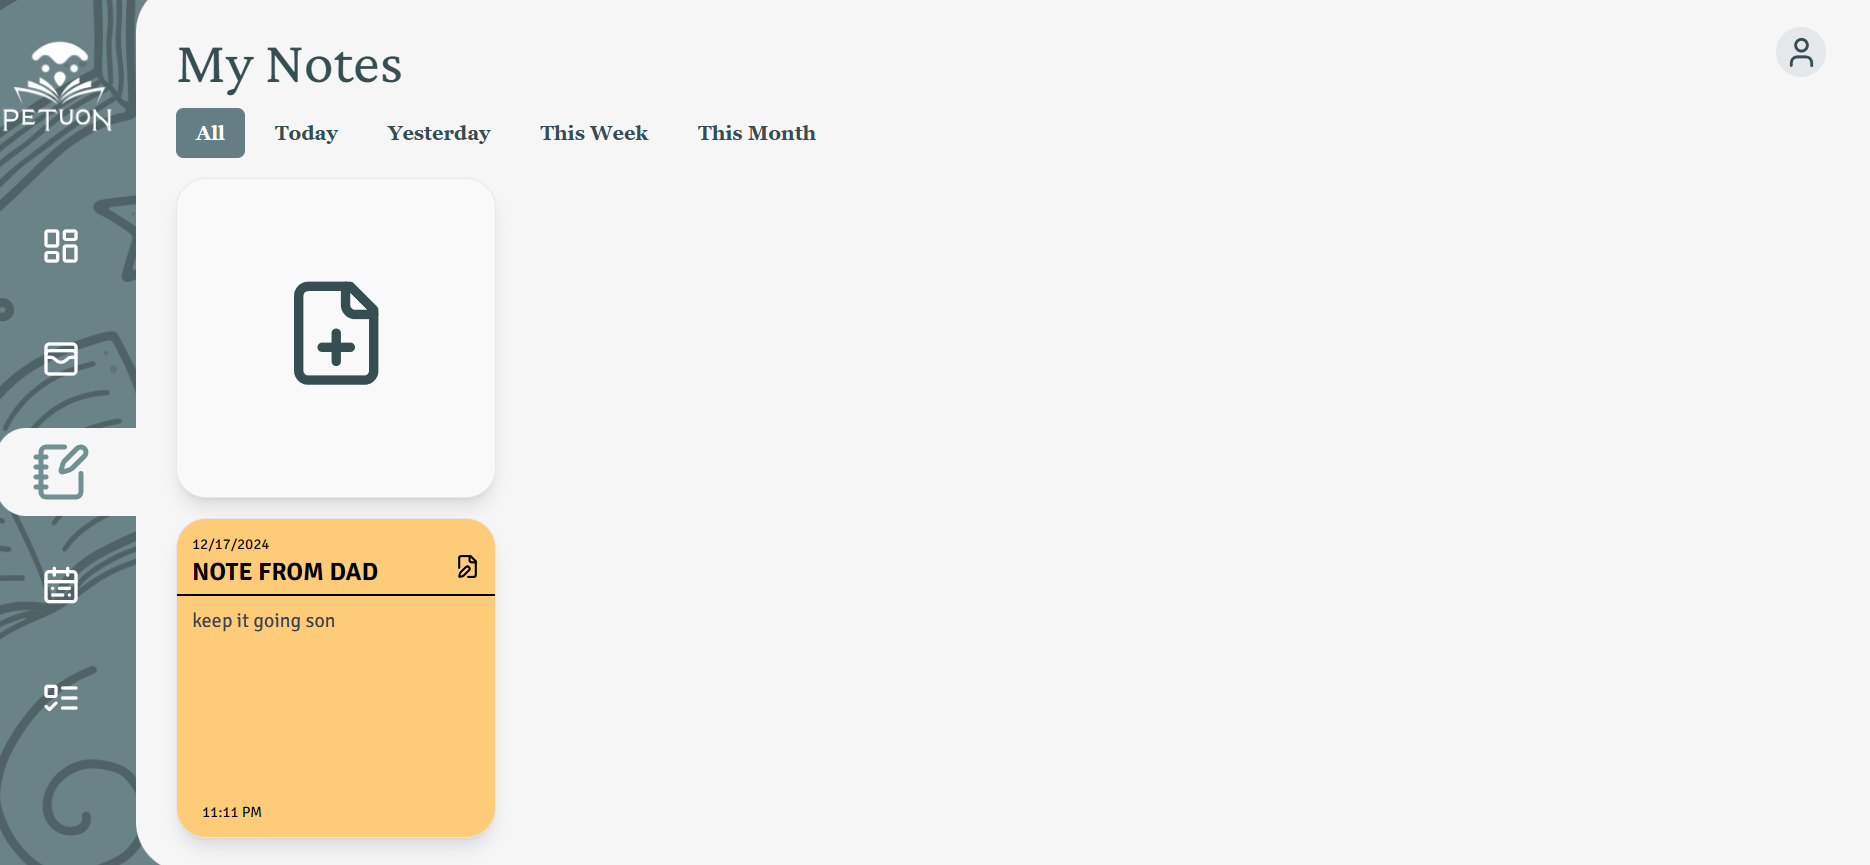 PETUON
My Notes
All Today Yesterday This Week This Month
12/17/2024
NOTE FROM DAD
keep it going son
11:11 PM